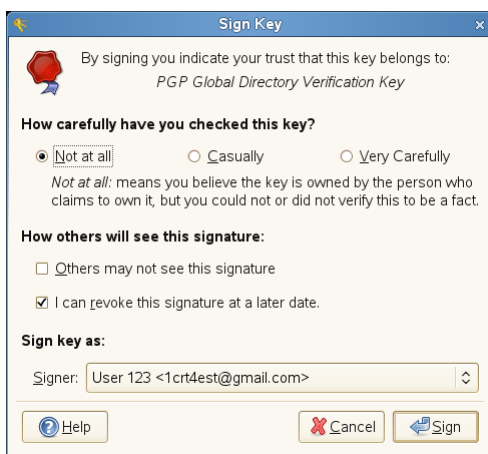 Sign Key
By signing you indicate your trust that this key belongs to:
PGP Global Directory Verification Key
How carefully have you checked this key?
Not at all Casually Very Carefully
Not at all: means you believe the key is owned by the person who
claims to own it, but you could not or did not verify this to be a fact.
How others will see this signature:
Others may not see this signature
I can revoke this signature at a later date.
Sign key as:
Signer: User 123 <1crt4est@gmail.com>
Help Cancel Sign